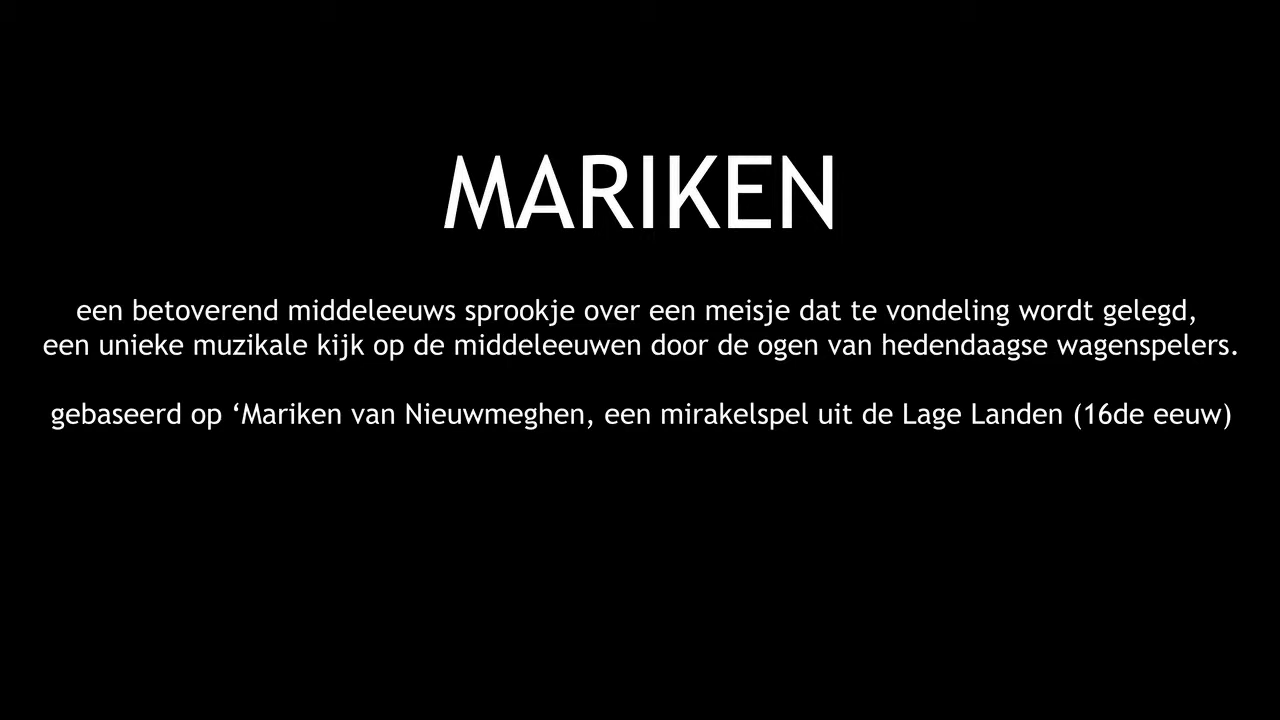 MARIKEN
een betoverend middeleeuws sprookje over een meisje dat te vondeling wordt gelegd,
een unieke muzikale kijk op de middeleeuwen door de ogen van hedendaagse wagenspelers.
gebaseerd op ‘Mariken van Nieuwmeghen, een mirakelspel uit de Lage Landen (16de eeuw)